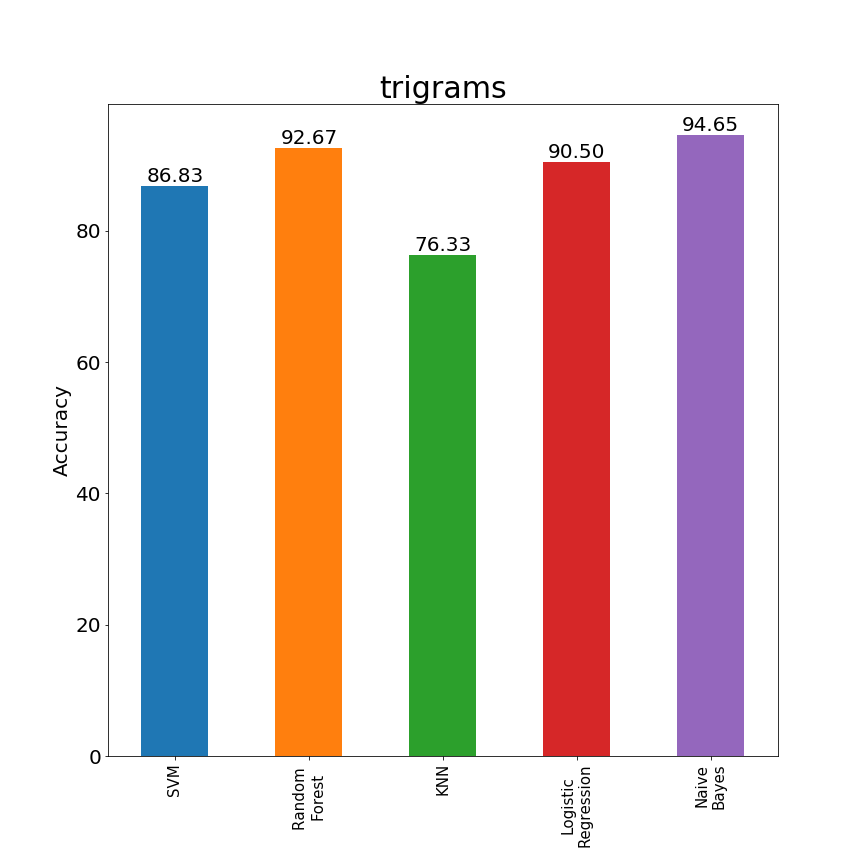 trigrams
94.65
92.67
90.50
86.83
76.33
80
60
40
20
0
Accuracy
SVM
Random
Forest
KNN
Logistic
Regression
Naive
Bayes